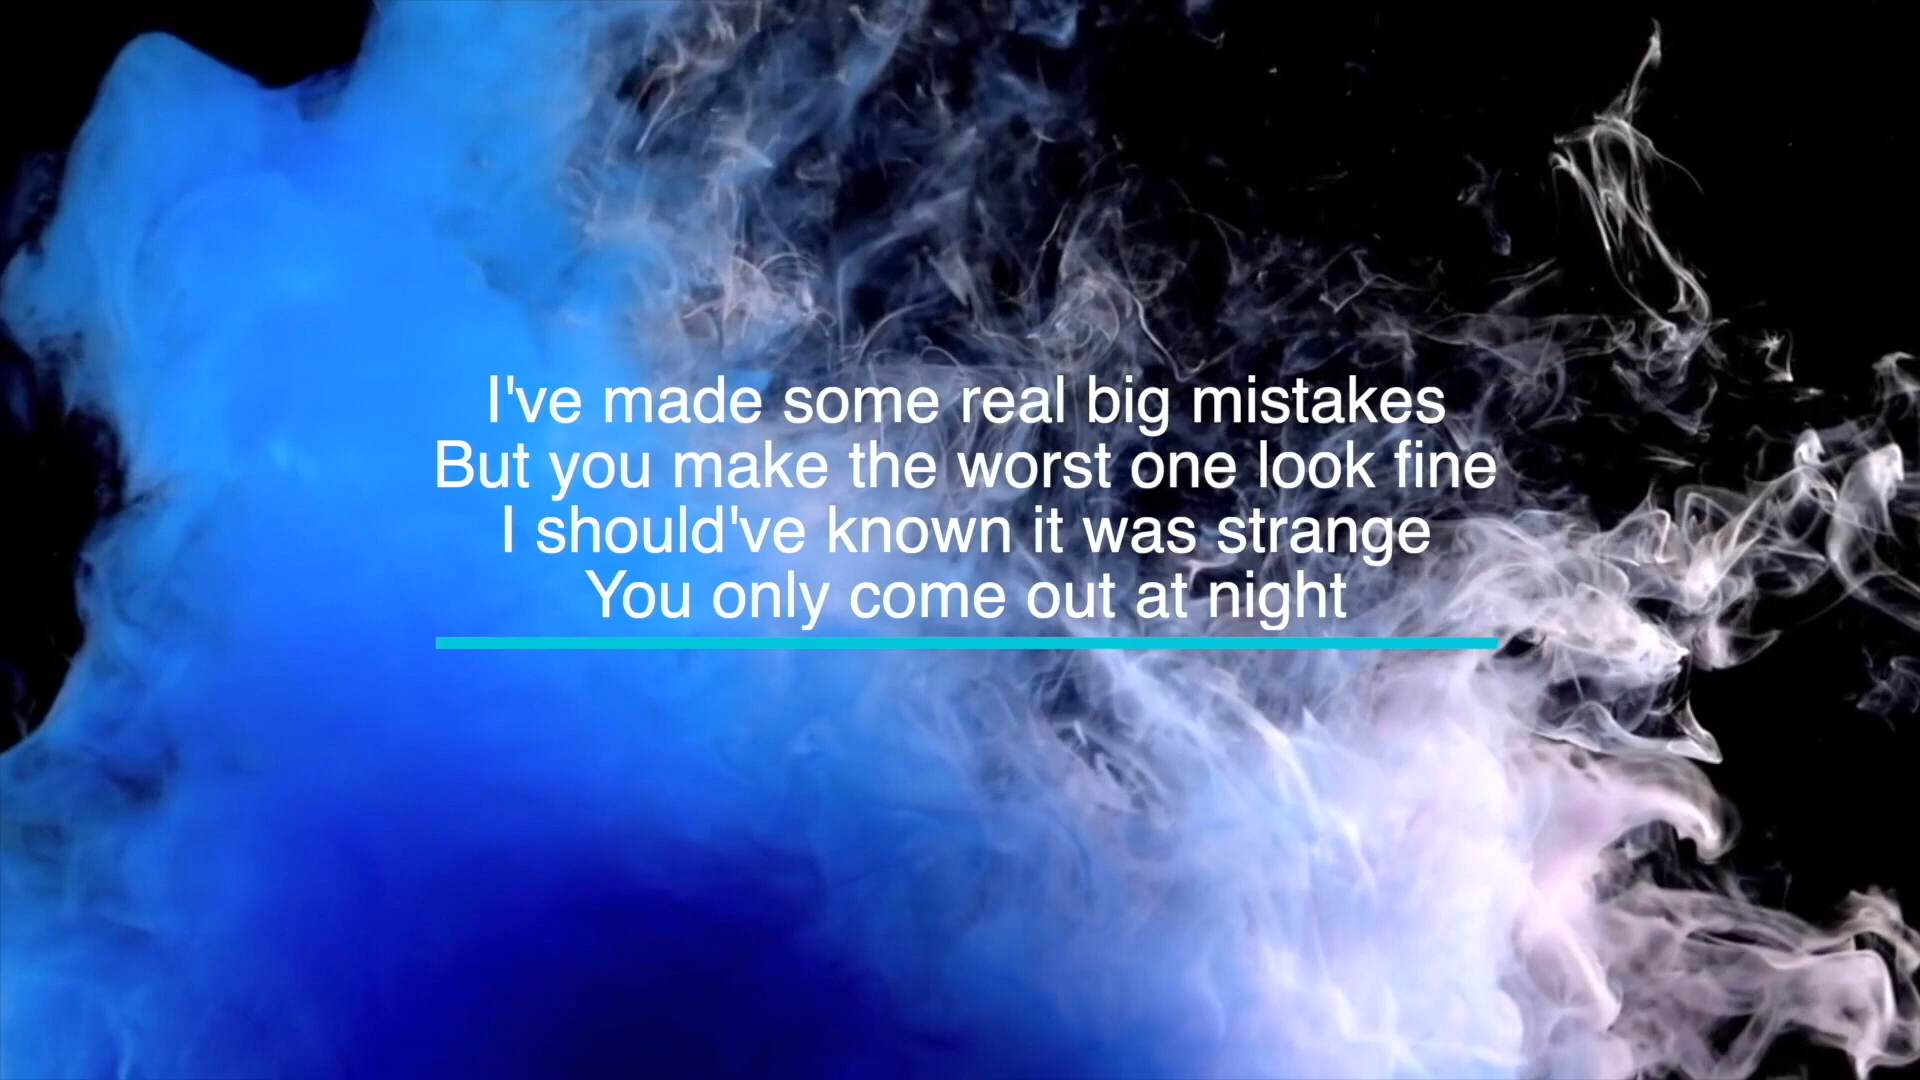 I've made some real big mistakes
But you make the worst one look fine
I should've known it was strange
You only come out at night